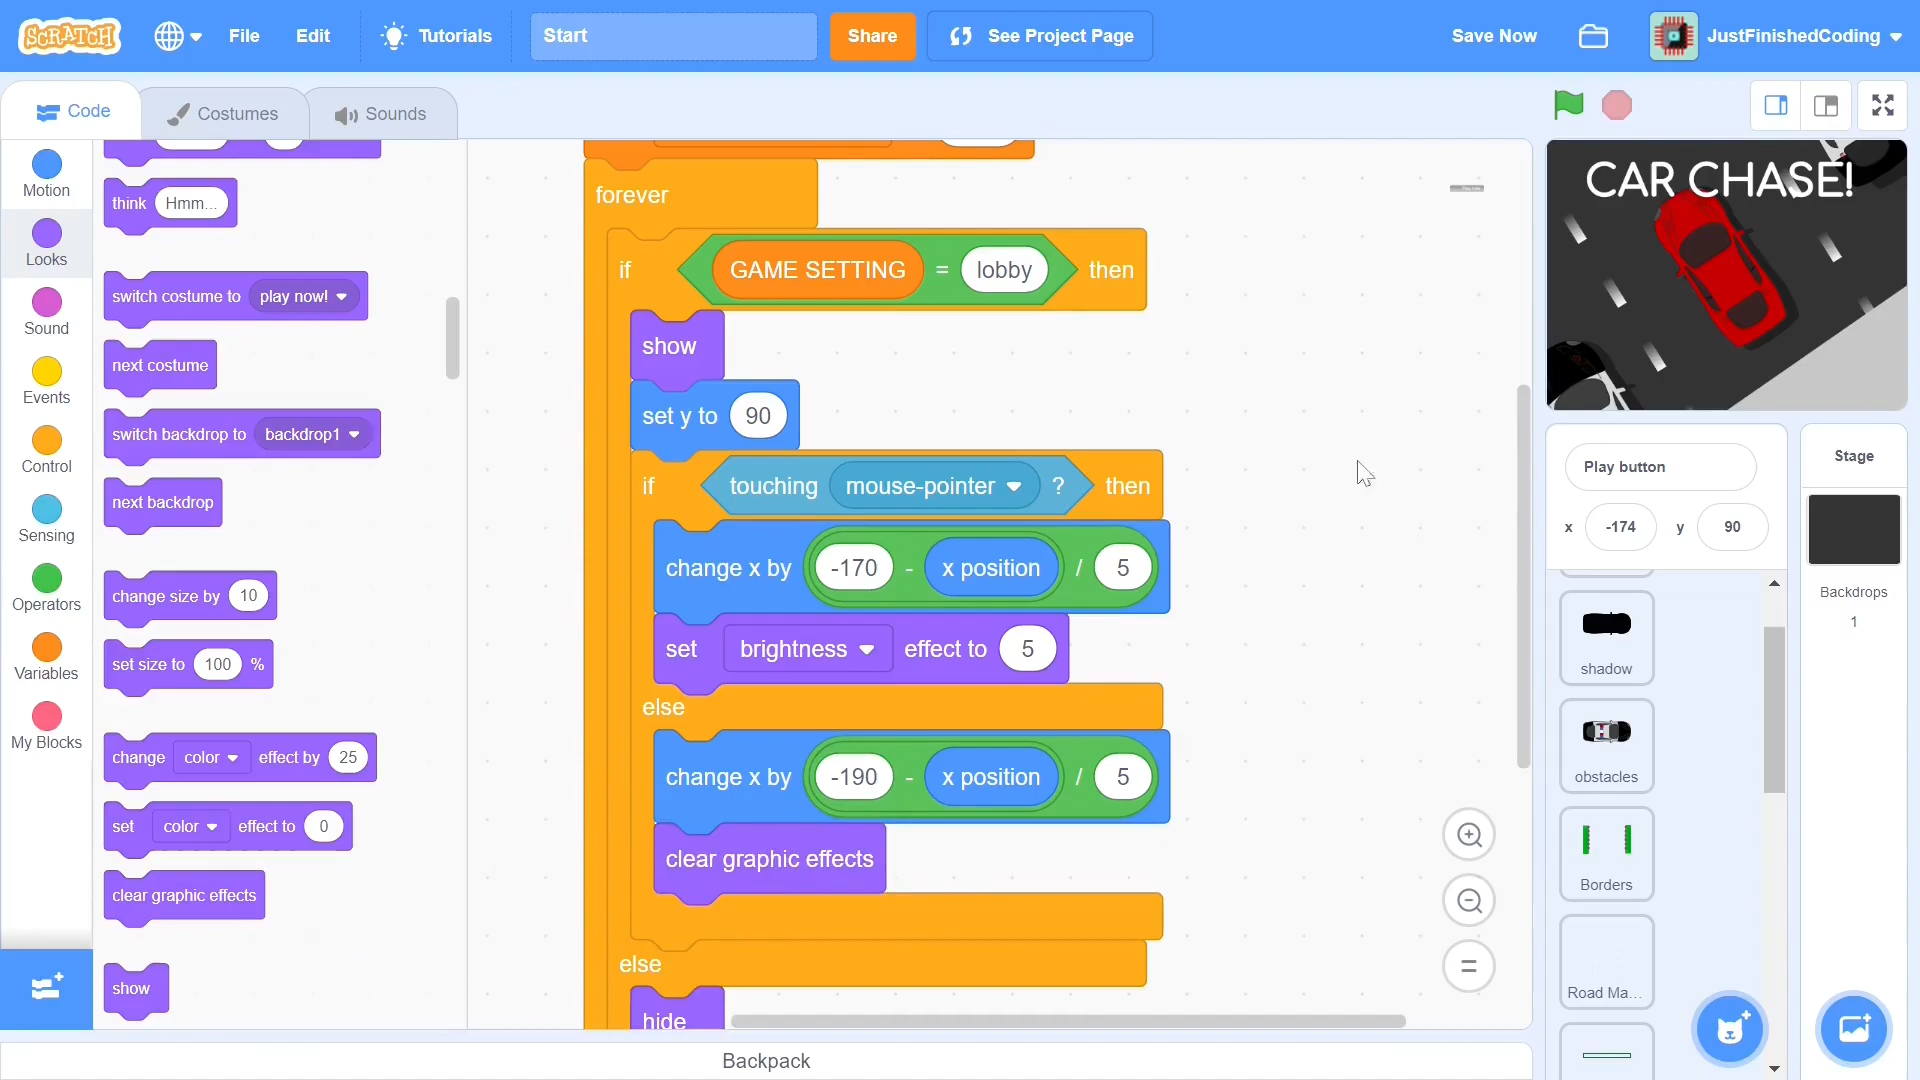 SCRATCH
File
Edit
Tutorials
Start
Share
See Project Page
Save Now
JustFinishedCoding
Code
Costumes
Sounds
Motion
Looks
Sound
Events
Control
Sensing
Operators
Variables
My Blocks
think Hmm...
switch costume to play now!
next costume
switch backdrop to backdrop1
next backdrop
change size by 10
set size to 100 %
change color effect by 25
set color effect to 0
clear graphic effects
show
forever
if GAME SETTING = lobby then
show
set y to 90
if touching mouse-pointer ? then
change x by -170 - x position / 5
set brightness effect to 5
else
change x by -190 - x position / 5
clear graphic effects
else
hide
CAR CHASE!
Play button
x -174 y 90
shadow
obstacles
Borders
Road Ma...
Stage
Backdrops
1
Backpack